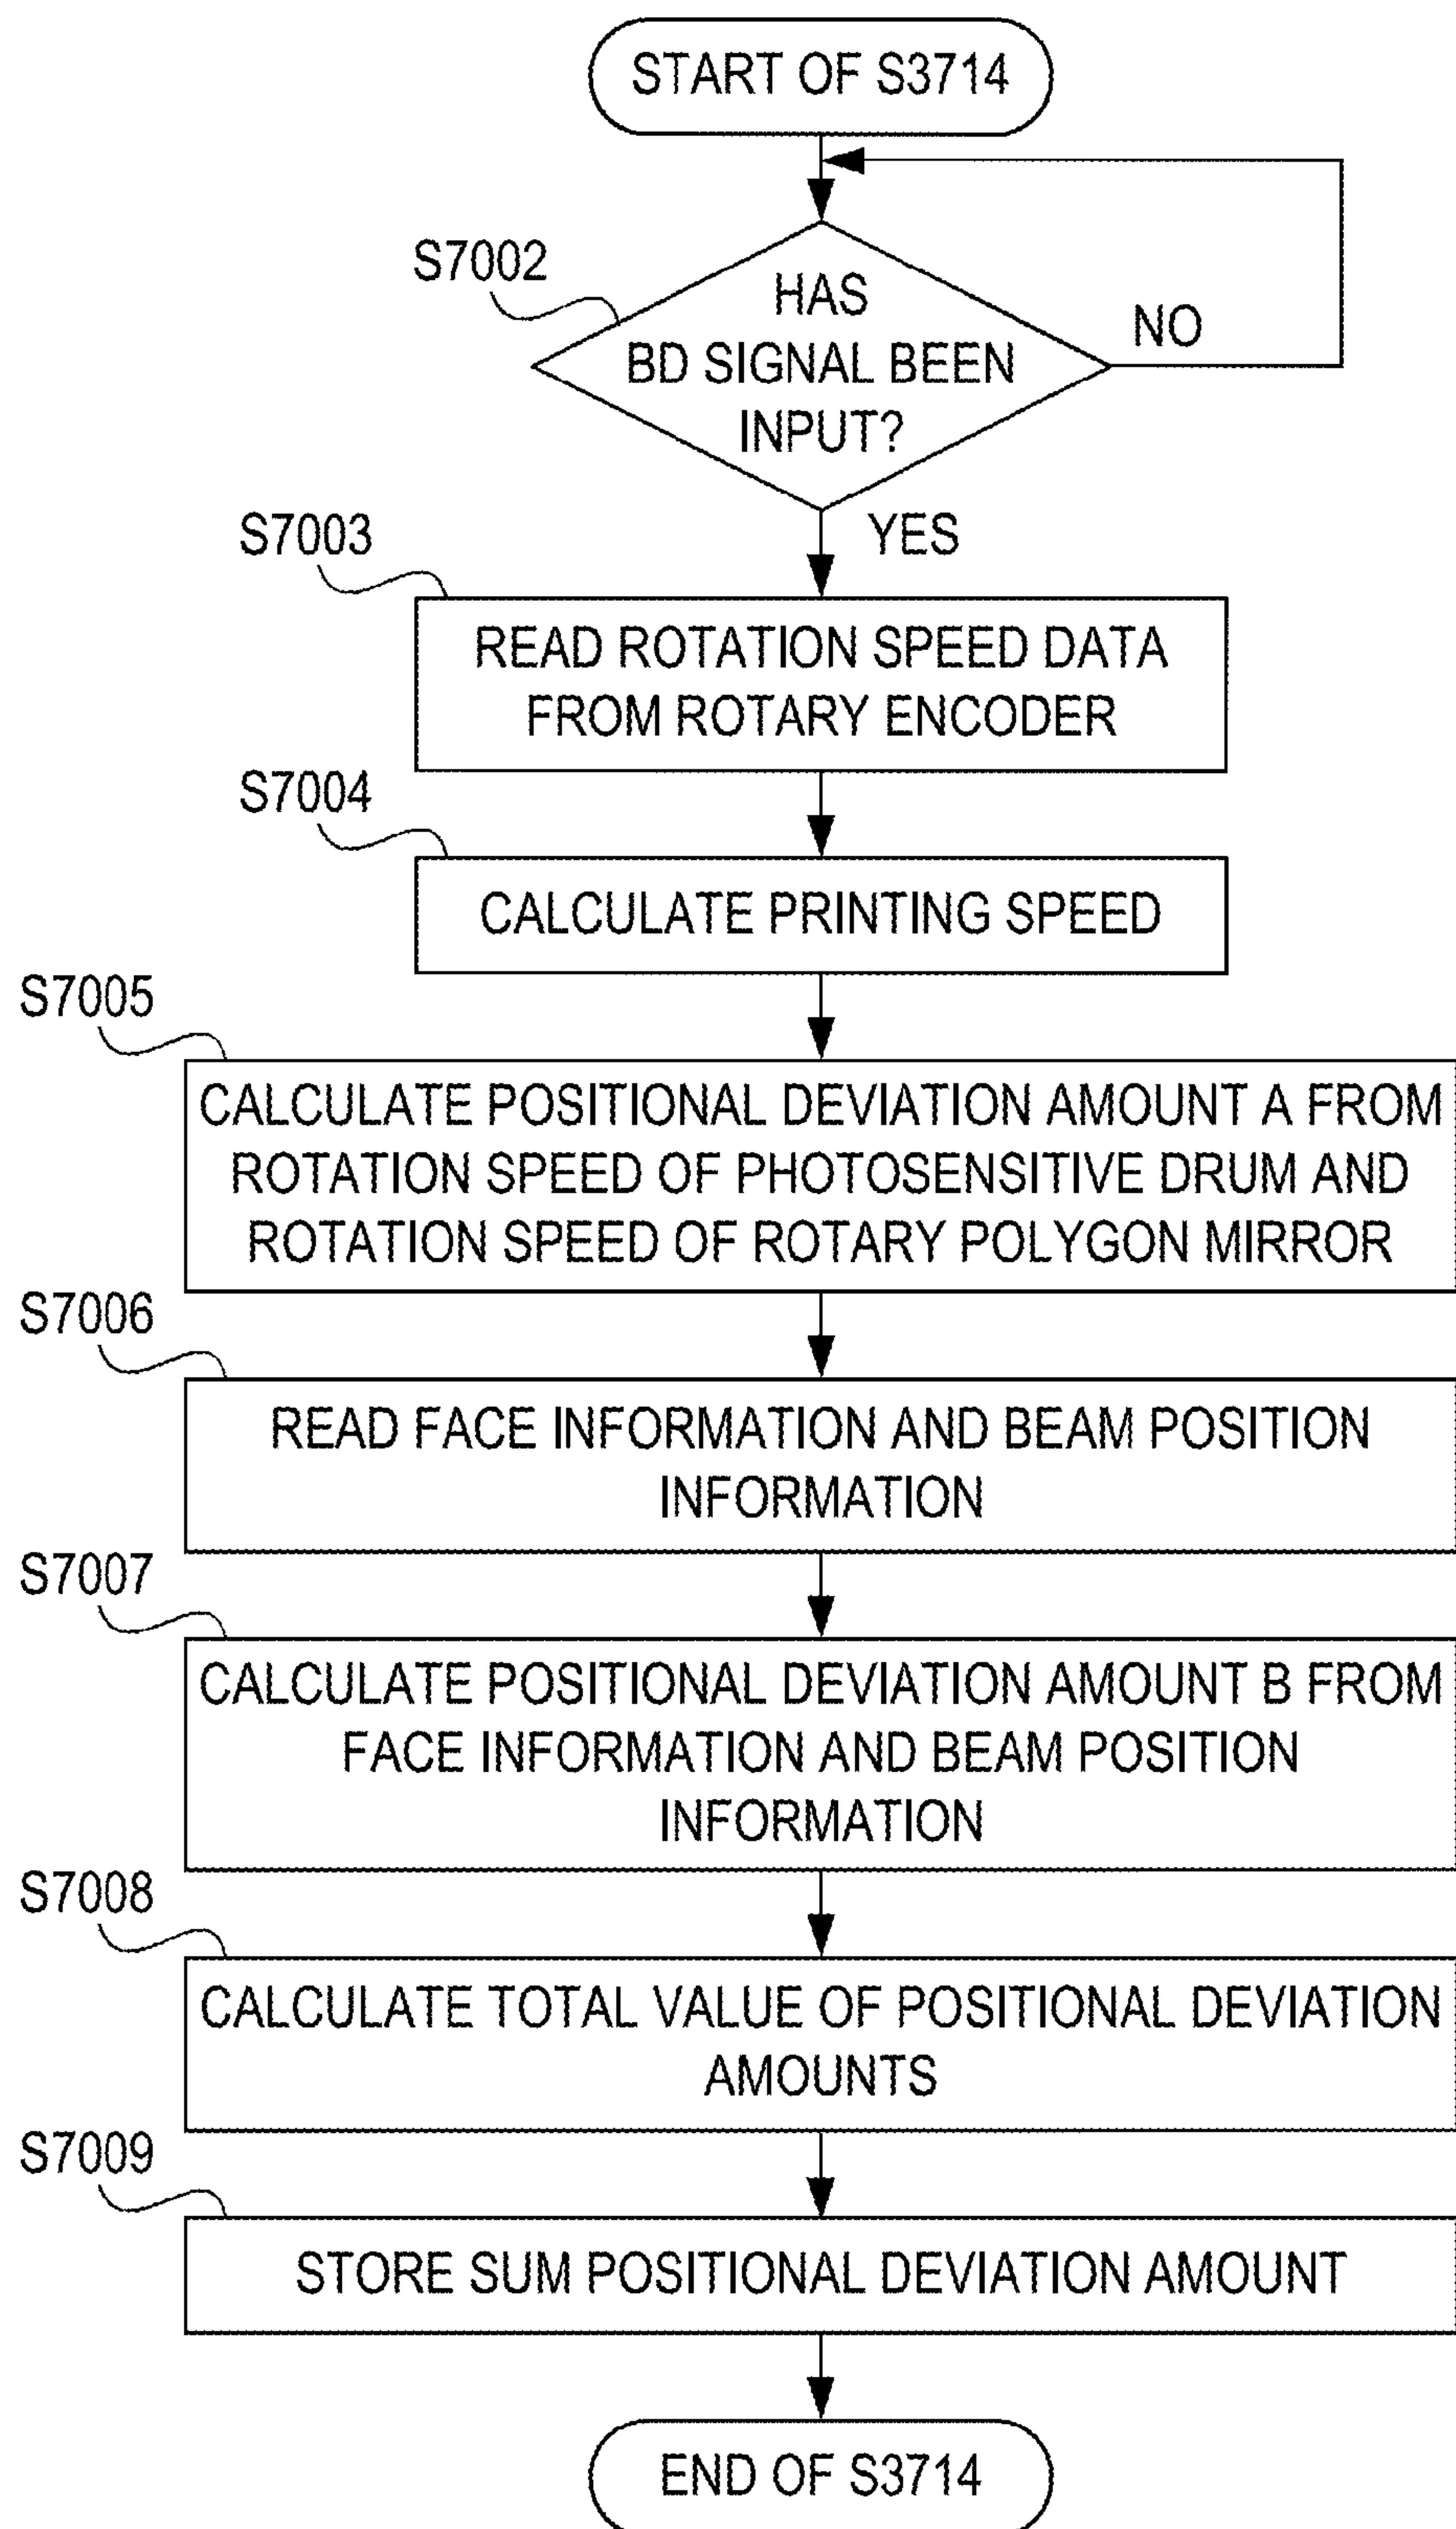 START OF S3714
S7002
HAS
BD SIGNAL BEEN
INPUT?
NO
YES
S7003
READ ROTATION SPEED DATA
FROM ROTARY ENCODER
S7004
CALCULATE PRINTING SPEED
S7005
CALCULATE POSITIONAL DEVIATION AMOUNT A FROM
ROTATION SPEED OF PHOTOSENSITIVE DRUM AND
ROTATION SPEED OF ROTARY POLYGON MIRROR
S7006
READ FACE INFORMATION AND BEAM POSITION
INFORMATION
S7007
CALCULATE POSITIONAL DEVIATION AMOUNT B FROM
FACE INFORMATION AND BEAM POSITION
INFORMATION
S7008
CALCULATE TOTAL VALUE OF POSITIONAL DEVIATION
AMOUNTS
S7009
STORE SUM POSITIONAL DEVIATION AMOUNT
END OF S3714